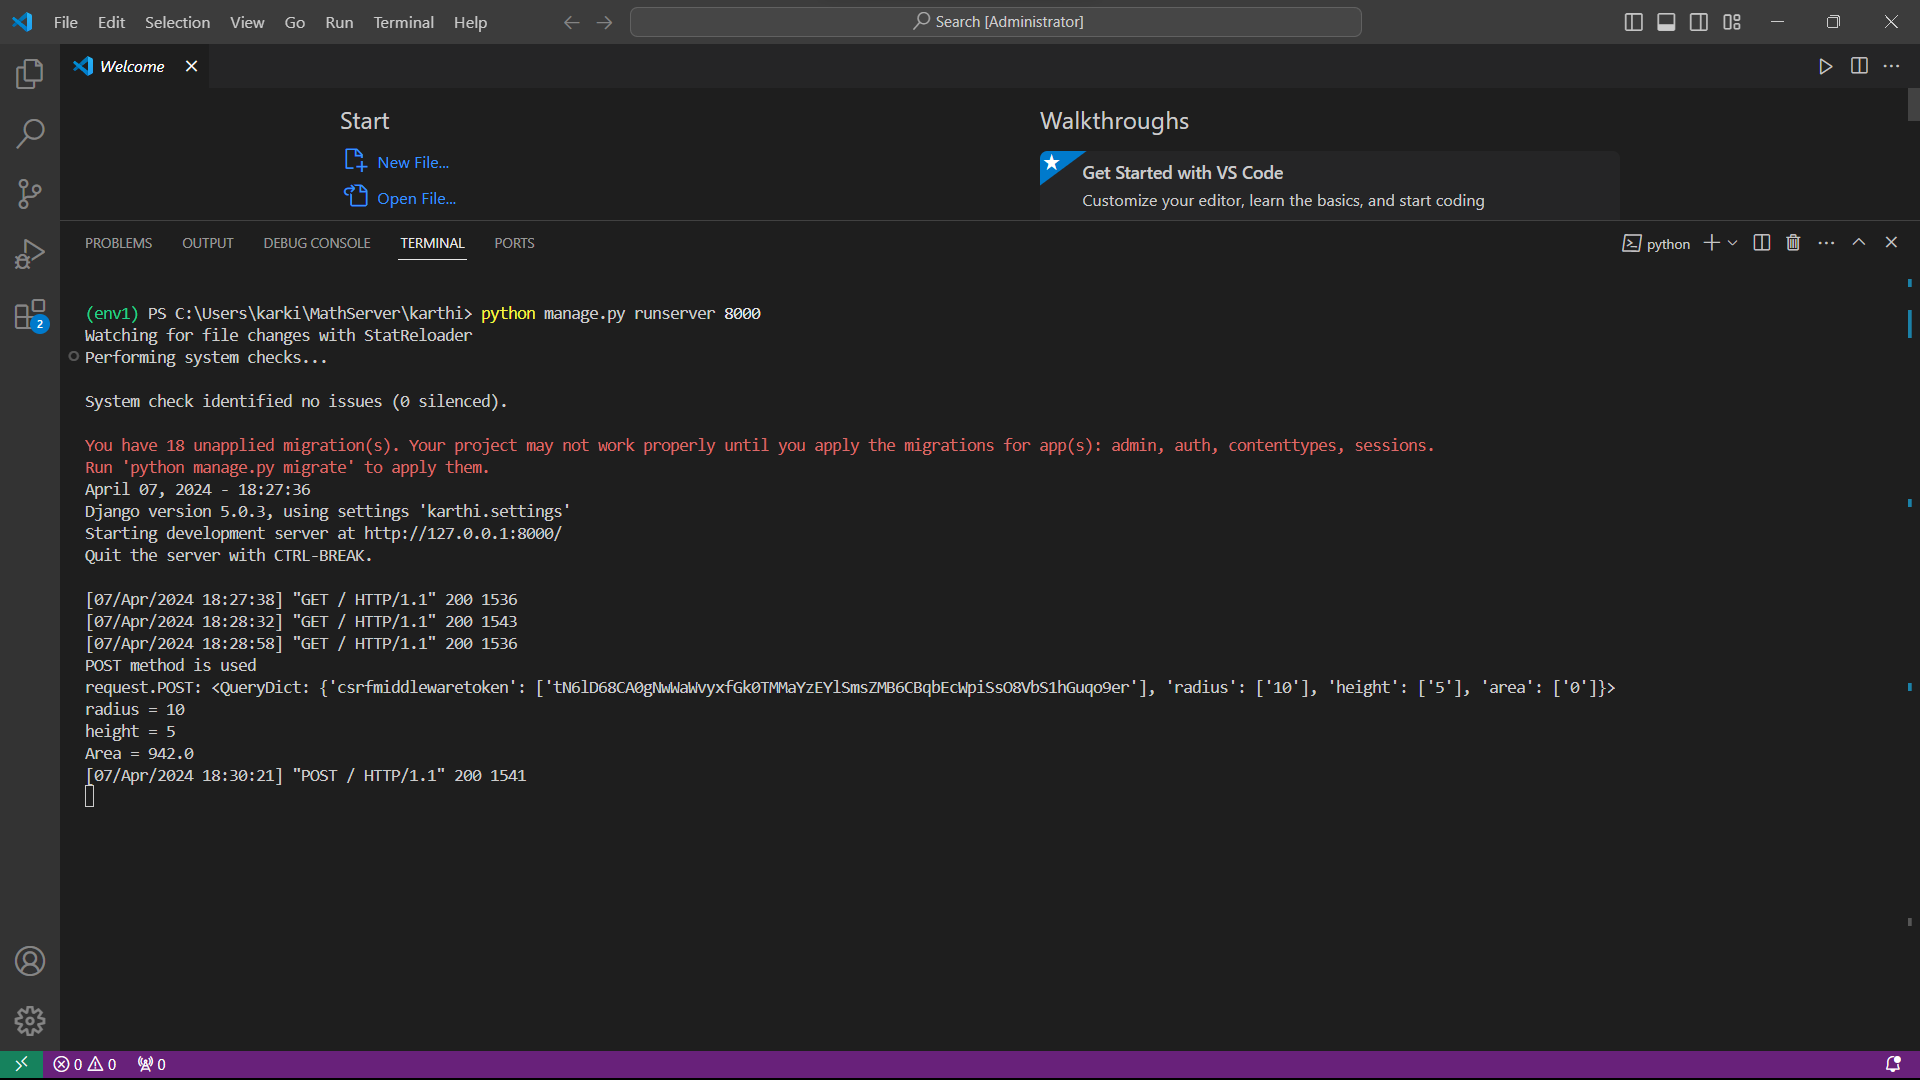 File Edit Selection View Go Run Terminal Help
Search [Administrator]
Welcome
Start
New File...
Open File...
Walkthroughs
Get Started with VS Code
Customize your editor, learn the basics, and start coding
PROBLEMS OUTPUT DEBUG CONSOLE TERMINAL PORTS
python
2
(env1) PS C:\Users\karki\MathServer\karthi> python manage.py runserver 8000
Watching for file changes with StatReloader
Performing system checks...
System check identified no issues (0 silenced).
You have 18 unapplied migration(s). Your project may not work properly until you apply the migrations for app(s): admin, auth, contenttypes, sessions.
Run 'python manage.py migrate' to apply them.
April 07, 2024 - 18:27:36
Django version 5.0.3, using settings 'karthi.settings'
Starting development server at http://127.0.0.1:8000/
Quit the server with CTRL-BREAK.
[07/Apr/2024 18:27:38] "GET / HTTP/1.1" 200 1536
[07/Apr/2024 18:28:32] "GET / HTTP/1.1" 200 1543
[07/Apr/2024 18:28:58] "GET / HTTP/1.1" 200 1536
POST method is used
request.POST: <QueryDict: {'csrfmiddlewaretoken': ['tN6lD68CA0gNwWaWvyxfGk0TMMaYzEYlSmsZMB6CBqbEcWpiSsO8VbS1hGuqo9er'], 'radius': ['10'], 'height': ['5'], 'area': ['0']}>
radius = 10
height = 5
Area = 942.0
[07/Apr/2024 18:30:21] "POST / HTTP/1.1" 200 1541
0 0 0